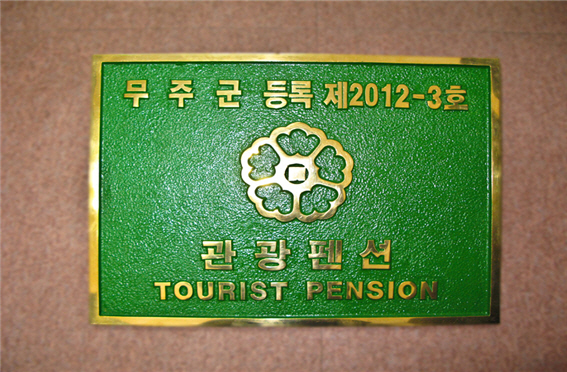 무 주 군 등록 제2012-3호
관 광 펜 션
TOURIST PENSION